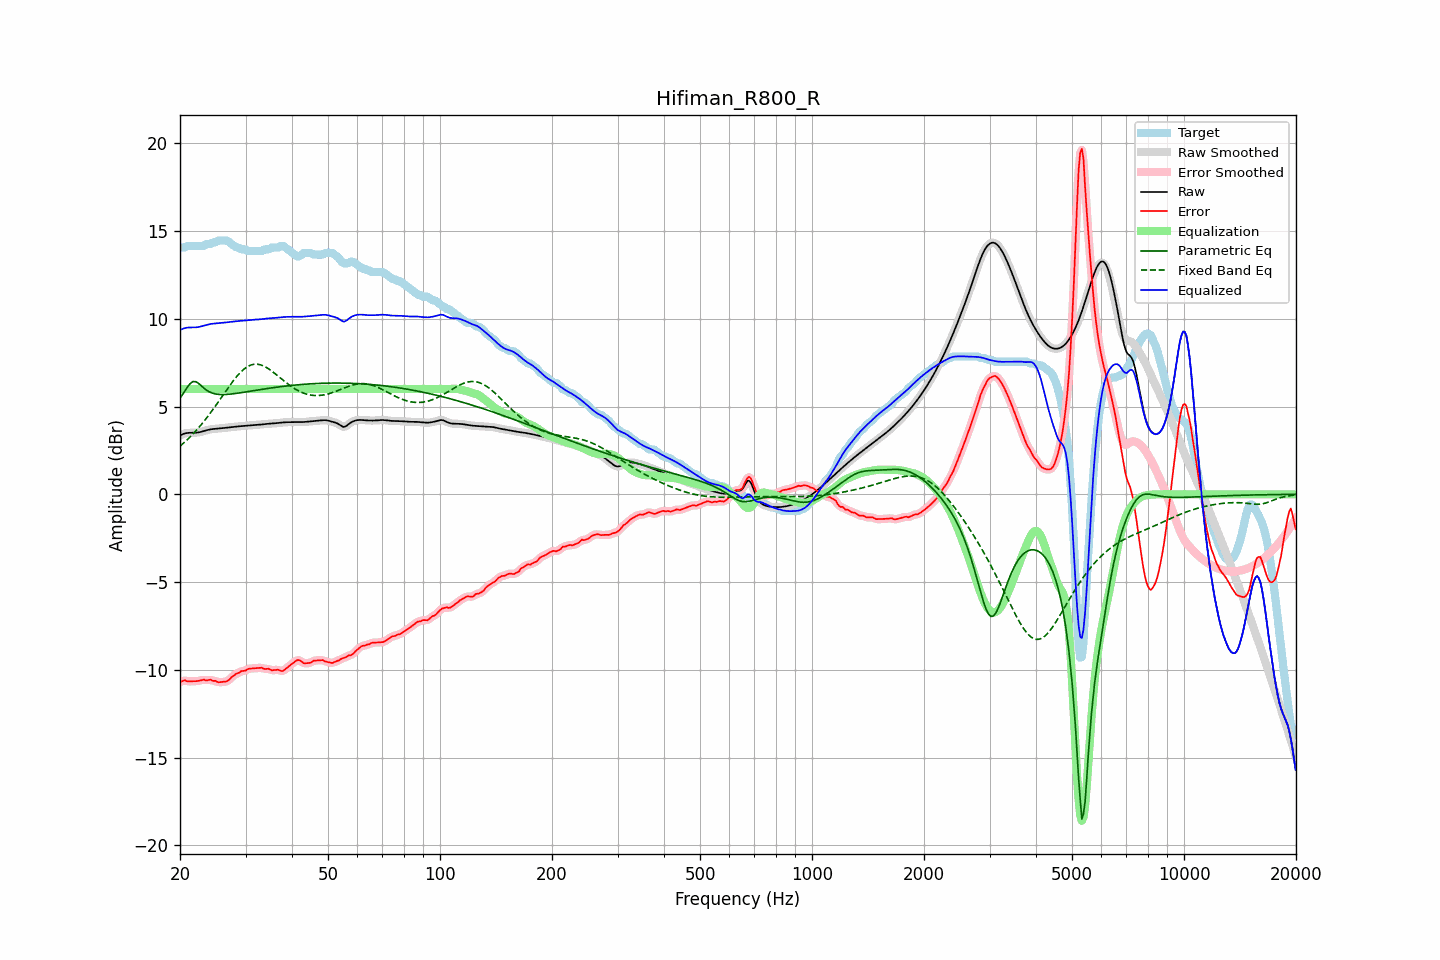 Hifiman_R800_R
Amplitude (dBr)
20
15
10
5
0
−5
−10
−15
−20
Target
Raw Smoothed
Error Smoothed
Raw
Error
Equalization
Parametric Eq
Fixed Band Eq
Equalized
20 50 100 200 500 1000 2000 5000 10000 20000
Frequency (Hz)